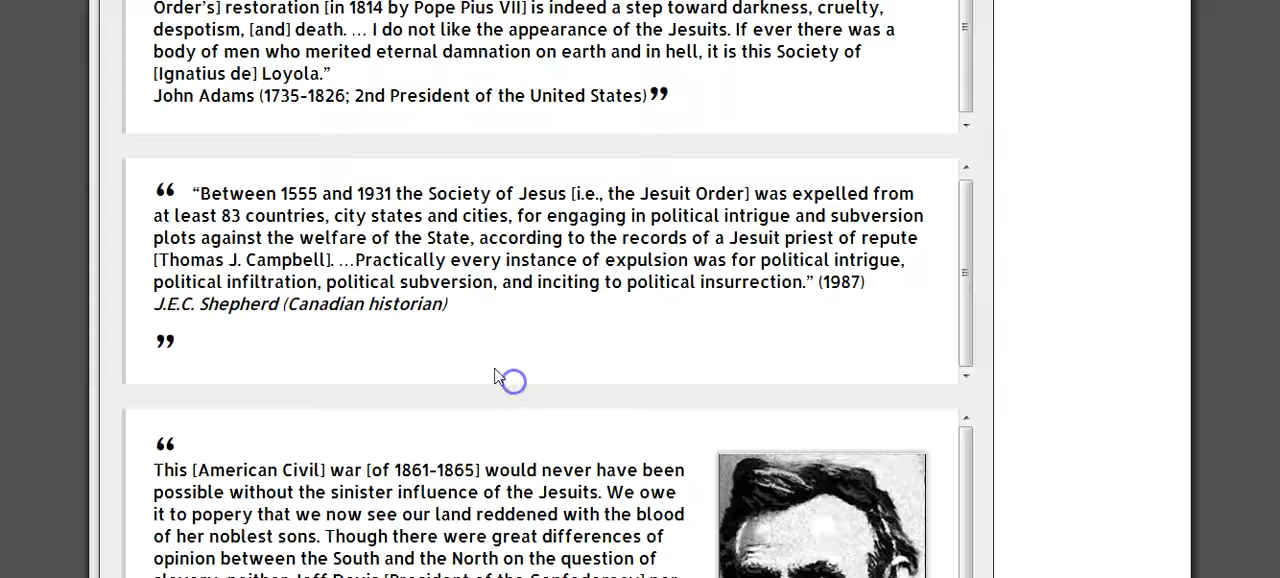 Order’s] restoration [in 1814 by Pope Pius VII] is indeed a step toward darkness, cruelty,
despotism, [and] death. … I do not like the appearance of the Jesuits. If ever there was a
body of men who merited eternal damnation on earth and in hell, it is this Society of
[Ignatius de] Loyola.”
John Adams (1735-1826; 2nd President of the United States)”
“ “Between 1555 and 1931 the Society of Jesus [i.e., the Jesuit Order] was expelled from
at least 83 countries, city states and cities, for engaging in political intrigue and subversion
plots against the welfare of the State, according to the records of a Jesuit priest of repute
[Thomas J. Campbell]. …Practically every instance of expulsion was for political intrigue,
political infiltration, political subversion, and inciting to political insurrection.” (1987)
J.E.C. Shepherd (Canadian historian)
”
“
This [American Civil] war [of 1861-1865] would never have been
possible without the sinister influence of the Jesuits. We owe
it to popery that we now see our land reddened with the blood
of her noblest sons. Though there were great differences of
opinion between the South and the North on the question of
slavery, neither Jeff Davis [President of the Confederacy] nor